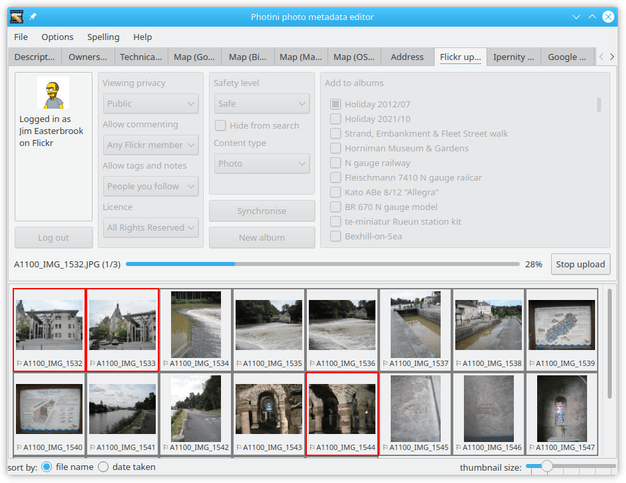 Photini photo metadata editor
File Options Spelling Help
Descript... Owners... Technica... Map (Go... Map (Bi... Map (Ma... Map (OS... Address Flickr up... Ipernity ... Google ...
Logged in as
Jim Easterbrook
on Flickr
Log out
Viewing privacy
Public
Allow commenting
Any Flickr member
Allow tags and notes
People you follow
Licence
All Rights Reserved
Safety level
Safe
Hide from search
Content type
Photo
Synchronise
New album
Add to albums
Holiday 2012/07
Holiday 2021/10
Strand, Embankment & Fleet Street walk
Horniman Museum & Gardens
N gauge railway
Fleischmann 7410 N gauge railcar
Kato ABe 8/12 "Allegra"
BR 670 N gauge model
te-miniatur Rueun station kit
Bexhill-on-Sea
A1100_IMG_1532.JPG (1/3) 28% Stop upload
A1100_IMG_1532 A1100_IMG_1533 A1100_IMG_1534 A1100_IMG_1535 A1100_IMG_1536 A1100_IMG_1537 A1100_IMG_1538 A1100_IMG_1539
A1100_IMG_1540 A1100_IMG_1541 A1100_IMG_1542 A1100_IMG_1543 A1100_IMG_1544 A1100_IMG_1545 A1100_IMG_1546 A1100_IMG_1547
sort by: file name date taken thumbnail size: